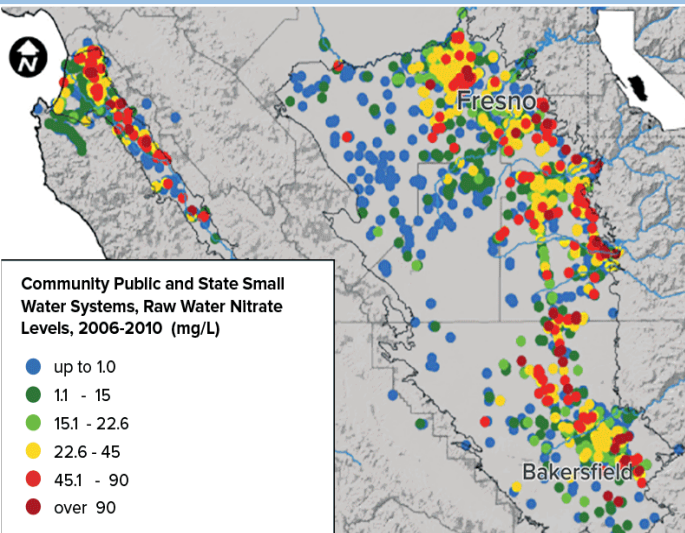 N
Fresno
Community Public and State Small
Water Systems, Raw Water Nitrate
Levels, 2006-2010 (mg/L)
up to 1.0
1.1 - 15
15.1 - 22.6
22.6 - 45
45.1 - 90
over 90
Bakersfield